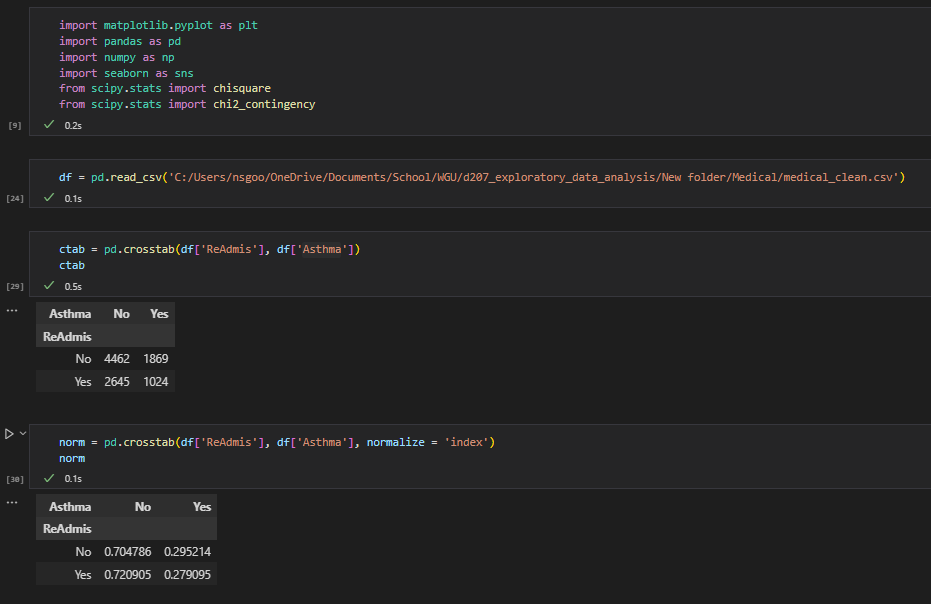 import matplotlib.pyplot as plt
import pandas as pd
import numpy as np
import seaborn as sns
from scipy.stats import chisquare
from scipy.stats import chi2_contingency
[9] 0.2s
df = pd.read_csv('C:/Users/nsgoo/OneDrive/Documents/School/WGU/d207_exploratory_data_analysis/New folder/Medical/medical_clean.csv')
[24] 0.1s
ctab = pd.crosstab(df['ReAdmis'], df['Asthma'])
ctab
[29] 0.5s
... Asthma No Yes
ReAdmis
No 4462 1869
Yes 2645 1024
norm = pd.crosstab(df['ReAdmis'], df['Asthma'], normalize = 'index')
norm
[30] 0.1s
... Asthma No Yes
ReAdmis
No 0.704786 0.295214
Yes 0.720905 0.279095